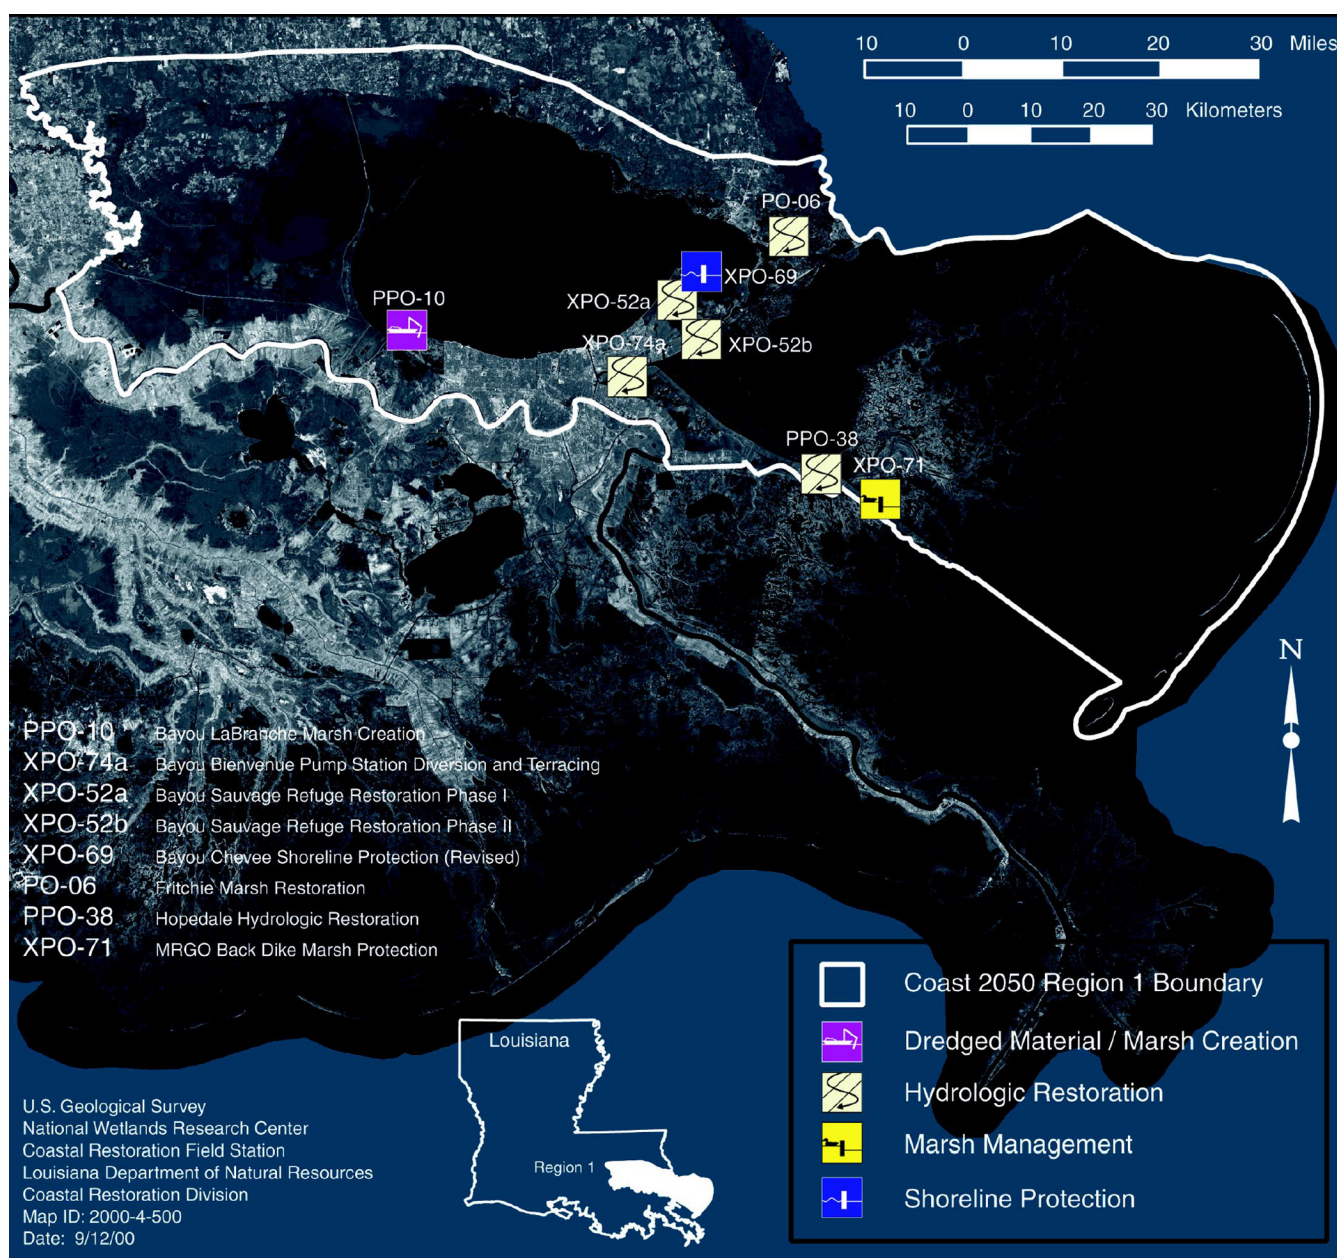 10 0 10 20 30 Miles
10 0 10 20 30 Kilometers
PO-06
XPO-69
PPO-10
XPO-52a
XPO-74a
XPO-52b
PPO-38
XPO-71
N
PPO-10 Bayou LaBranche Marsh Creation
XPO-74a Bayou Bienvenue Pump Station Diversion and Terracing
XPO-52a Bayou Sauvage Refuge Restoration Phase I
XPO-52b Bayou Sauvage Refuge Restoration Phase II
XPO-69 Bayou Chevee Shoreline Protection (Revised)
PO-06 Fritchie Marsh Restoration
PPO-38 Hopedale Hydrologic Restoration
XPO-71 MRGO Back Dike Marsh Protection
Coast 2050 Region 1 Boundary
Dredged Material / Marsh Creation
Hydrologic Restoration
Marsh Management
Shoreline Protection
Louisiana
Region 1
U.S. Geological Survey
National Wetlands Research Center
Coastal Restoration Field Station
Louisiana Department of Natural Resources
Coastal Restoration Division
Map ID: 2000-4-500
Date: 9/12/00